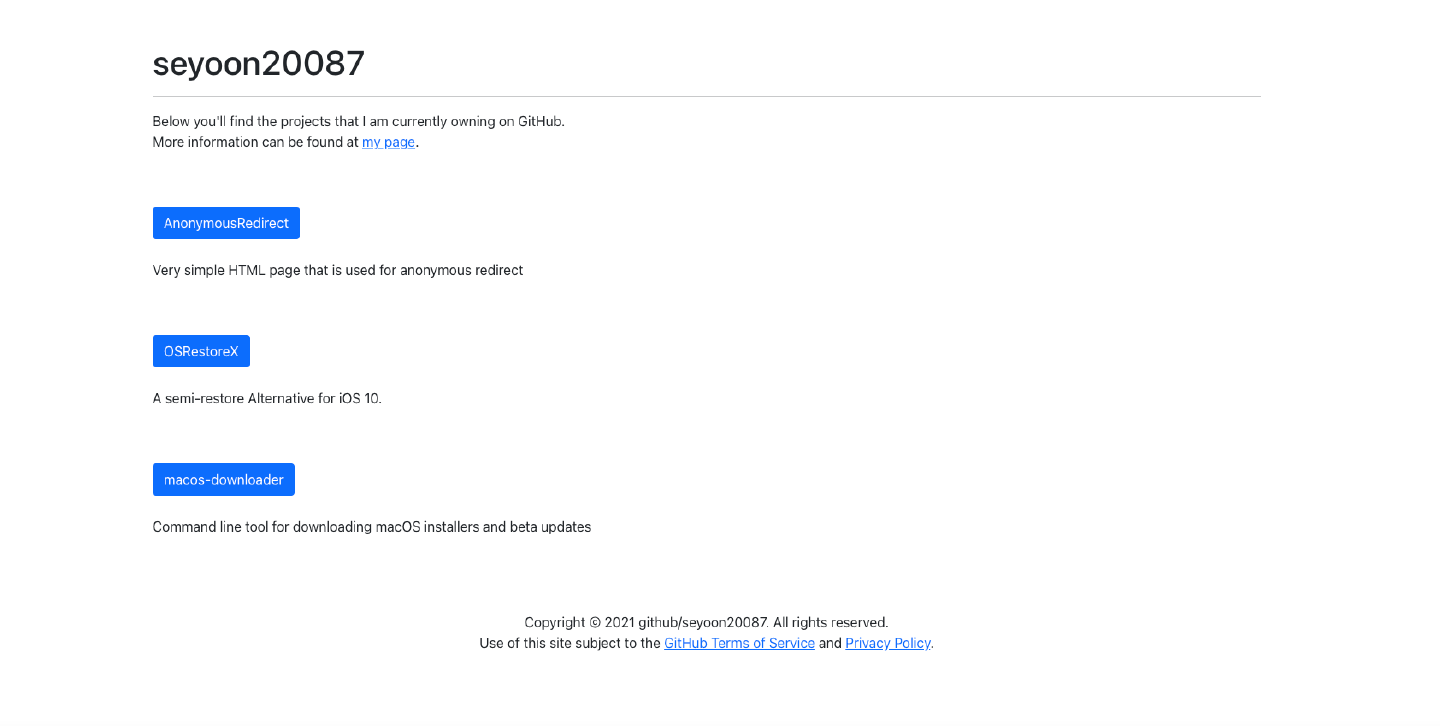 seyoon20087
Below you'll find the projects that I am currently owning on GitHub.
More information can be found at my page.
AnonymousRedirect
Very simple HTML page that is used for anonymous redirect
OSRestoreX
A semi-restore Alternative for iOS 10.
macos-downloader
Command line tool for downloading macOS installers and beta updates
Copyright © 2021 github/seyoon20087. All rights reserved.
Use of this site subject to the GitHub Terms of Service and Privacy Policy.